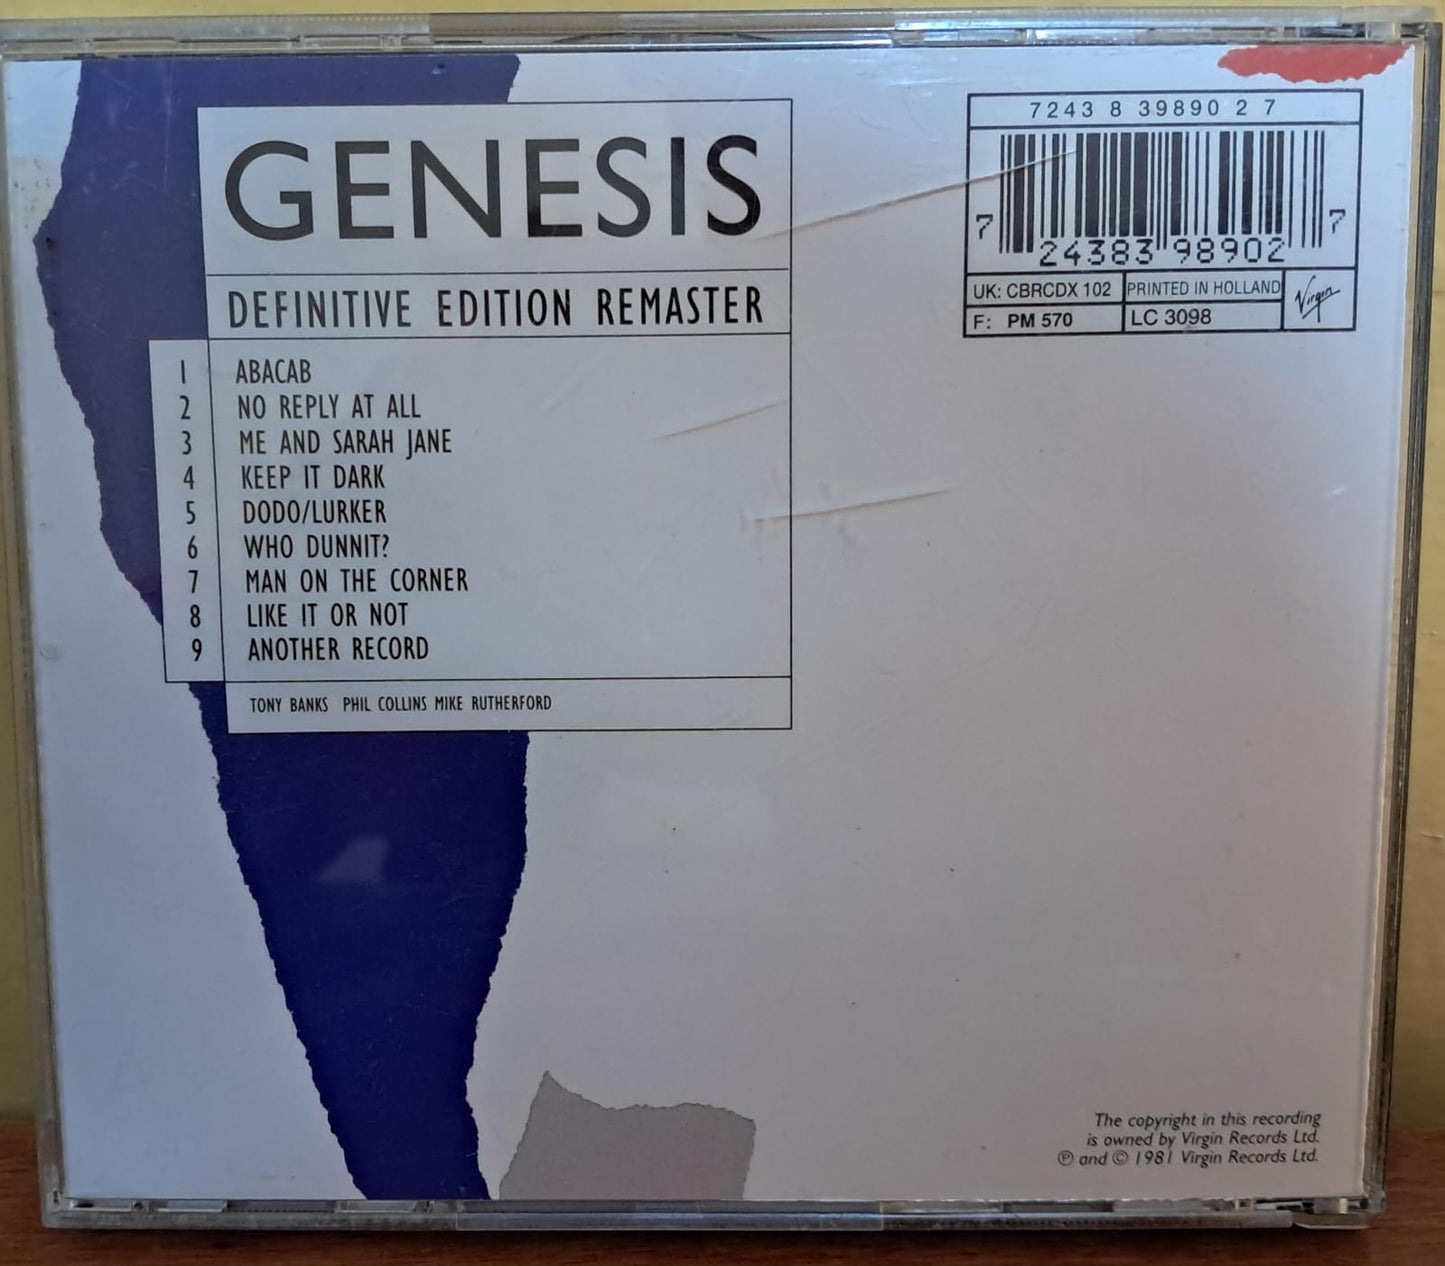 GENESIS
DEFINITIVE EDITION REMASTER
1 ABACAB
2 NO REPLY AT ALL
3 ME AND SARAH JANE
4 KEEP IT DARK
5 DODO/LURKER
6 WHO DUNNIT?
7 MAN ON THE CORNER
8 LIKE IT OR NOT
9 ANOTHER RECORD
TONY BANKS PHIL COLLINS MIKE RUTHERFORD
7243 8 39890 2 7
7 24383 98902 7
UK: CBRCDX 102 PRINTED IN HOLLAND
F: PM 570 LC 3098
Virgin
The copyright in this recording
is owned by Virgin Records Ltd.
℗ and © 1981 Virgin Records Ltd.